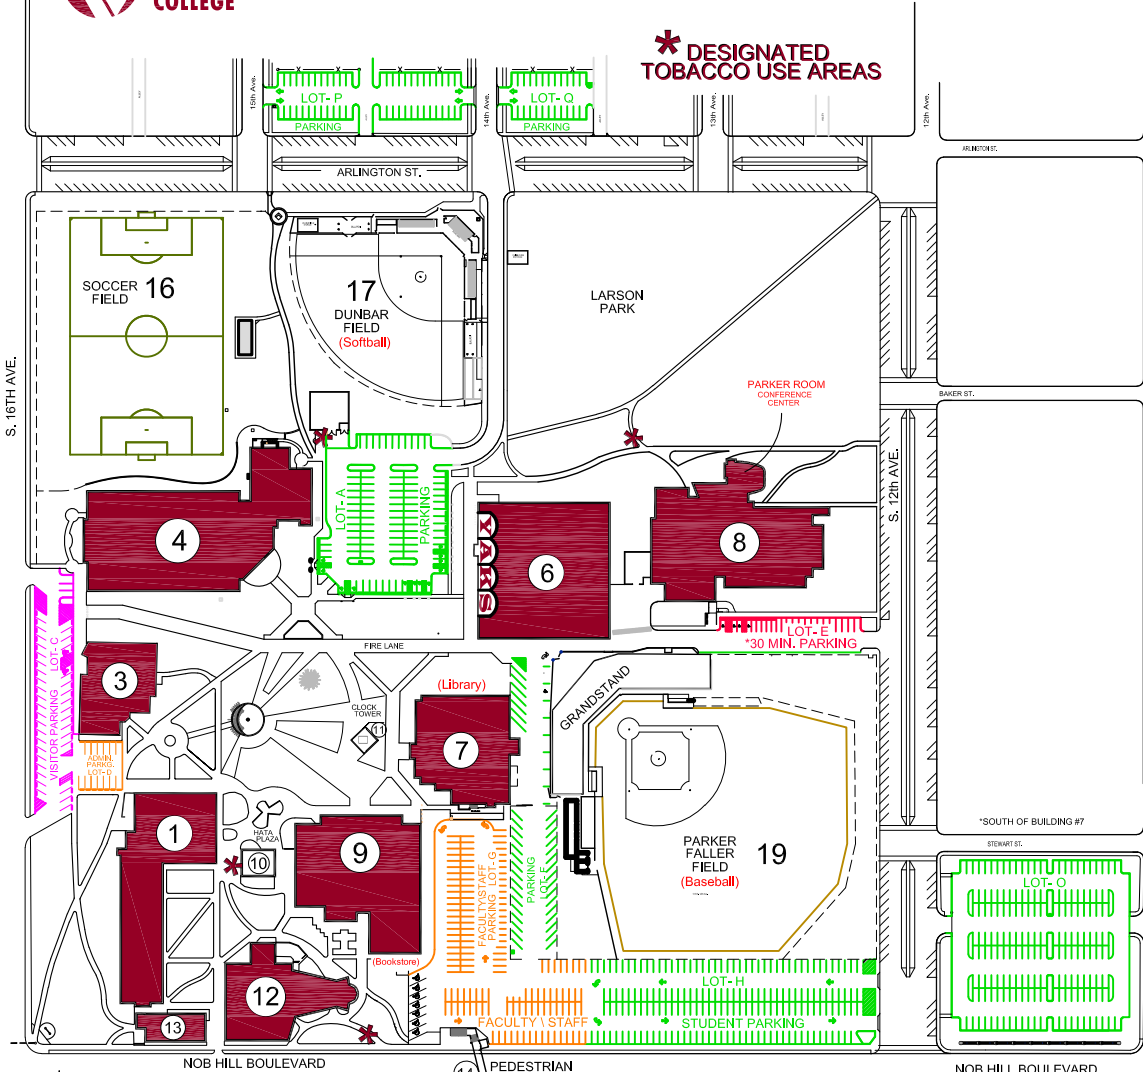 COLLEGE
* DESIGNATED
TOBACCO USE AREAS
15th Ave.
LOT- P
PARKING
14th Ave.
LOT- Q
PARKING
13th Ave.
12th Ave.
ARLINGTON ST.
ARLINGTON ST.
SOCCER
FIELD
16
17
DUNBAR
FIELD
(Softball)
LARSON
PARK
S. 16TH AVE.
PARKER ROOM
CONFERENCE
CENTER
BAKER ST.
S. 12th AVE.
LOT- A
PARKING
4
YAKS
6
8
LOT- E
*30 MIN. PARKING
FIRE LANE
VISITOR PARKING LOT- C
3
(Library)
GRANDSTAND
CLOCK
TOWER
11
7
ADMIN.
PARKG.
LOT- D
1
HATA
PLAZA
10
9
FACULTY\STAFF
PARKING LOT- G
PARKING
LOT- F
PARKER
FALLER
FIELD
(Baseball)
19
*SOUTH OF BUILDING #7
STEWART ST.
LOT- O
(Bookstore)
12
13
LOT- H
FACULTY \ STAFF
STUDENT PARKING
NOB HILL BOULEVARD
14
PEDESTRIAN
NOB HILL BOULEVARD